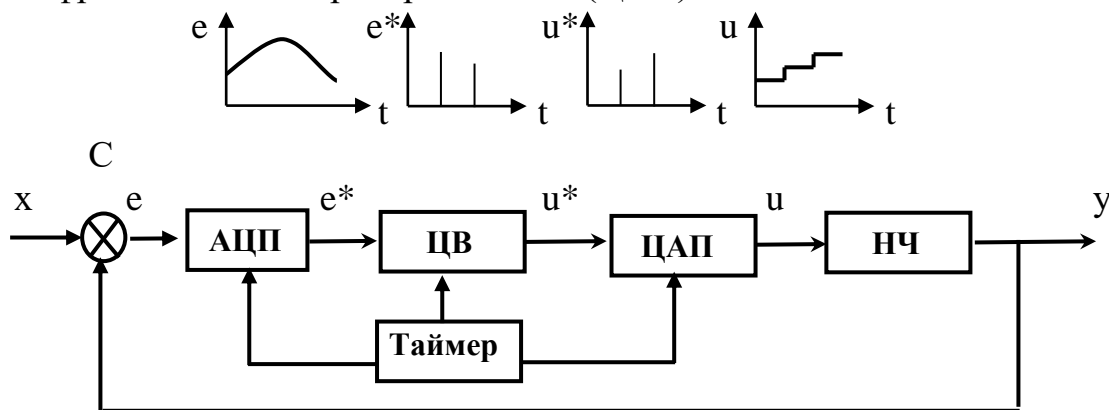 e e* u* u
t t t t
C
x e e* u* u y
АЦП ЦВ ЦАП НЧ
Таймер